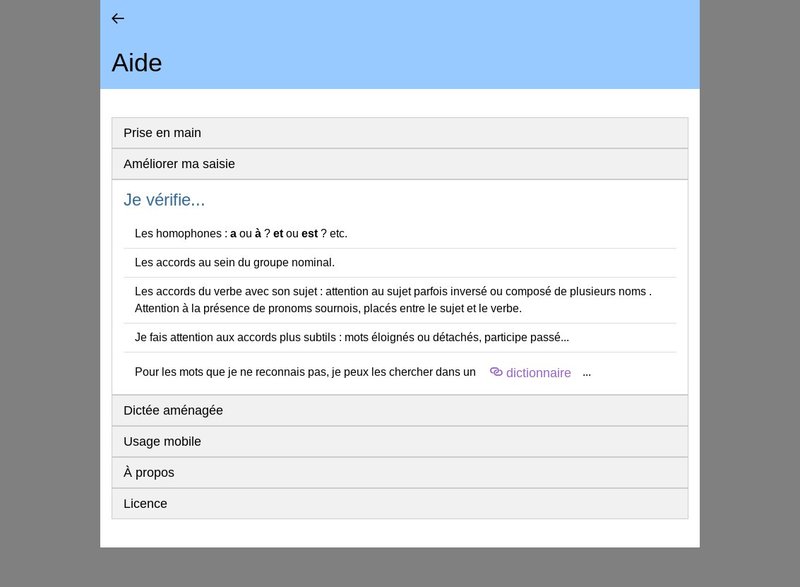 Aide
Prise en main
Améliorer ma saisie
Je vérifie...
Les homophones : a ou à ? et ou est ? etc.
Les accords au sein du groupe nominal.
Les accords du verbe avec son sujet : attention au sujet parfois inversé ou composé de plusieurs noms .
Attention à la présence de pronoms sournois, placés entre le sujet et le verbe.
Je fais attention aux accords plus subtils : mots éloignés ou détachés, participe passé...
Pour les mots que je ne reconnais pas, je peux les chercher dans un dictionnaire ...
Dictée aménagée
Usage mobile
À propos
Licence